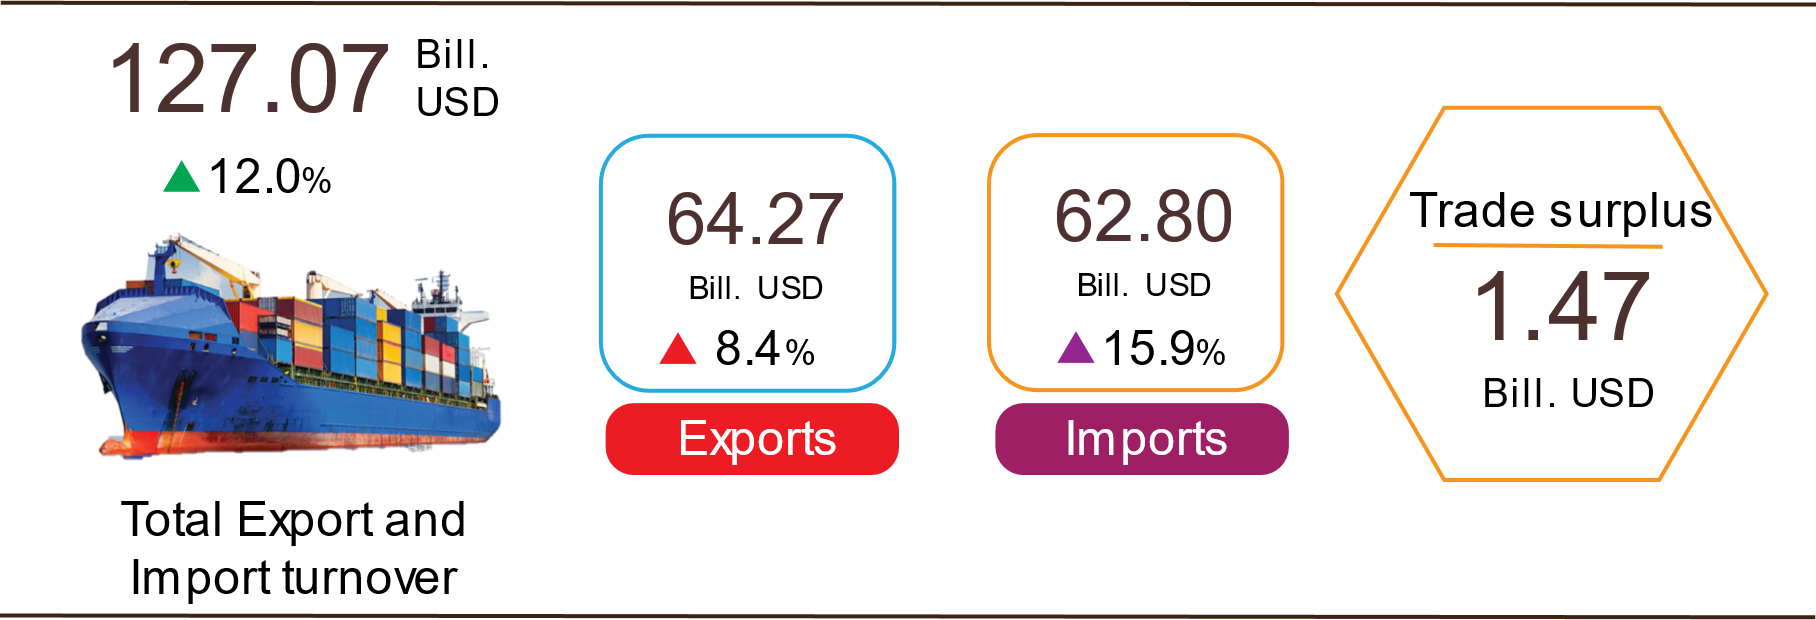 127.07 Bill.
USD
▲ 12.0%
Total Export and
Import turnover
64.27
Bill. USD
▲ 8.4%
Exports
62.80
Bill. USD
▲ 15.9%
Imports
Trade surplus
1.47
Bill. USD